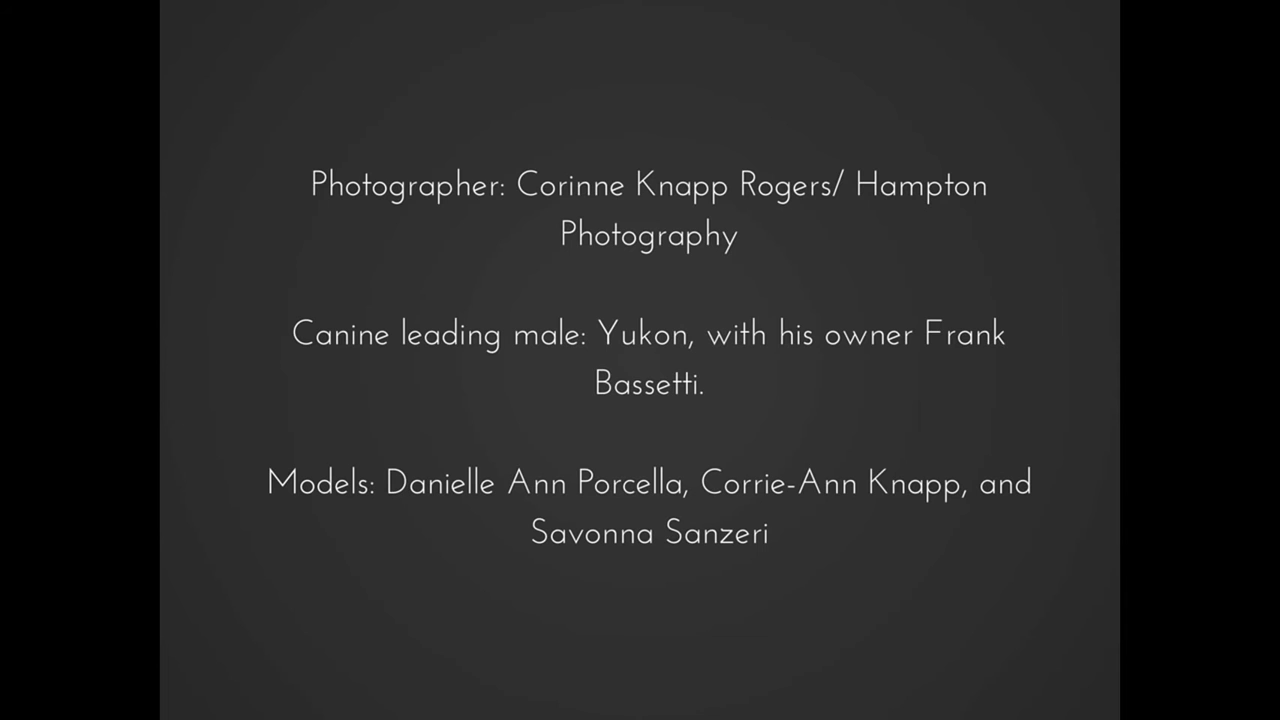 Photographer: Corinne Knapp Rogers/ Hampton
Photography
Canine leading male: Yukon, with his owner Frank
Bassetti.
Models: Danielle Ann Porcella, Corrie-Ann Knapp, and
Savonna Sanzeri